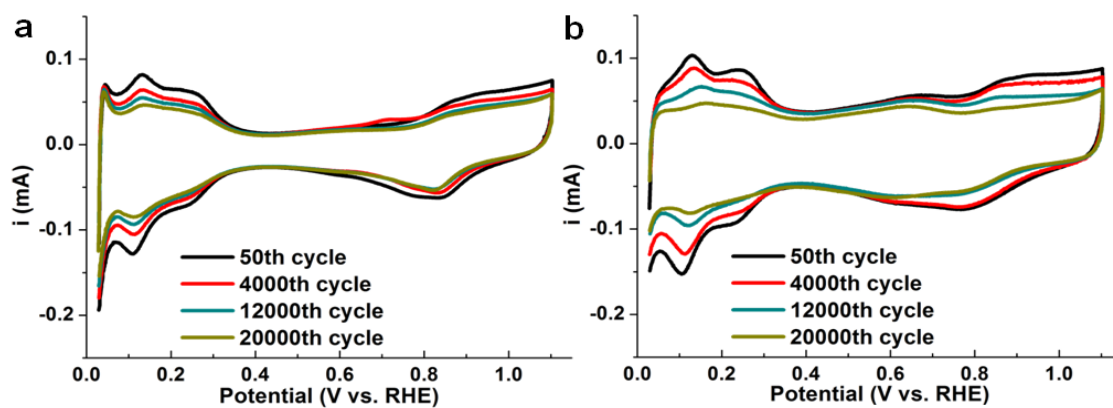 a
0.1
0.0
-0.1
-0.2
i (mA)
50th cycle
4000th cycle
12000th cycle
20000th cycle
0.0 0.2 0.4 0.6 0.8 1.0
Potential (V vs. RHE)
b
0.1
0.0
-0.1
-0.2
i (mA)
50th cycle
4000th cycle
12000th cycle
20000th cycle
0.0 0.2 0.4 0.6 0.8 1.0
Potential (V vs. RHE)